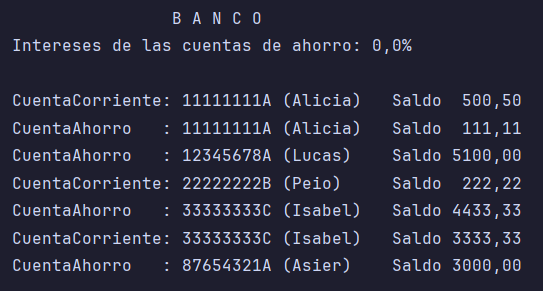 B A N C O
Intereses de las cuentas de ahorro: 0,0%
CuentaCorriente: 11111111A (Alicia)   Saldo  500,50
CuentaAhorro   : 11111111A (Alicia)   Saldo  111,11
CuentaAhorro   : 12345678A (Lucas)    Saldo 5100,00
CuentaCorriente: 22222222B (Peio)     Saldo  222,22
CuentaAhorro   : 33333333C (Isabel)   Saldo 4433,33
CuentaCorriente: 33333333C (Isabel)   Saldo 3333,33
CuentaAhorro   : 87654321A (Asier)    Saldo 3000,00